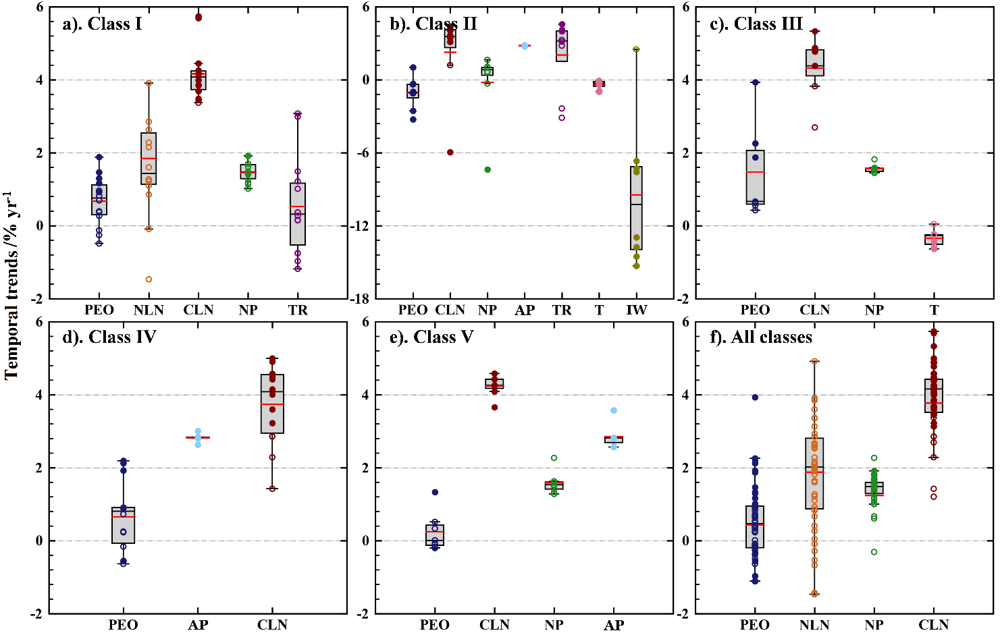 Temporal trends /% yr-1
a). Class I
6
4
2
0
-2
PEO NLN CLN NP TR
b). Class II
6
0
-6
-12
-18
PEO CLN NP AP TR T IW
c). Class III
6
4
2
0
-2
PEO CLN NP T
d). Class IV
6
4
2
0
-2
PEO AP CLN
e). Class V
6
4
2
0
-2
PEO CLN NP AP
f). All classes
6
4
2
0
-2
PEO NLN NP CLN